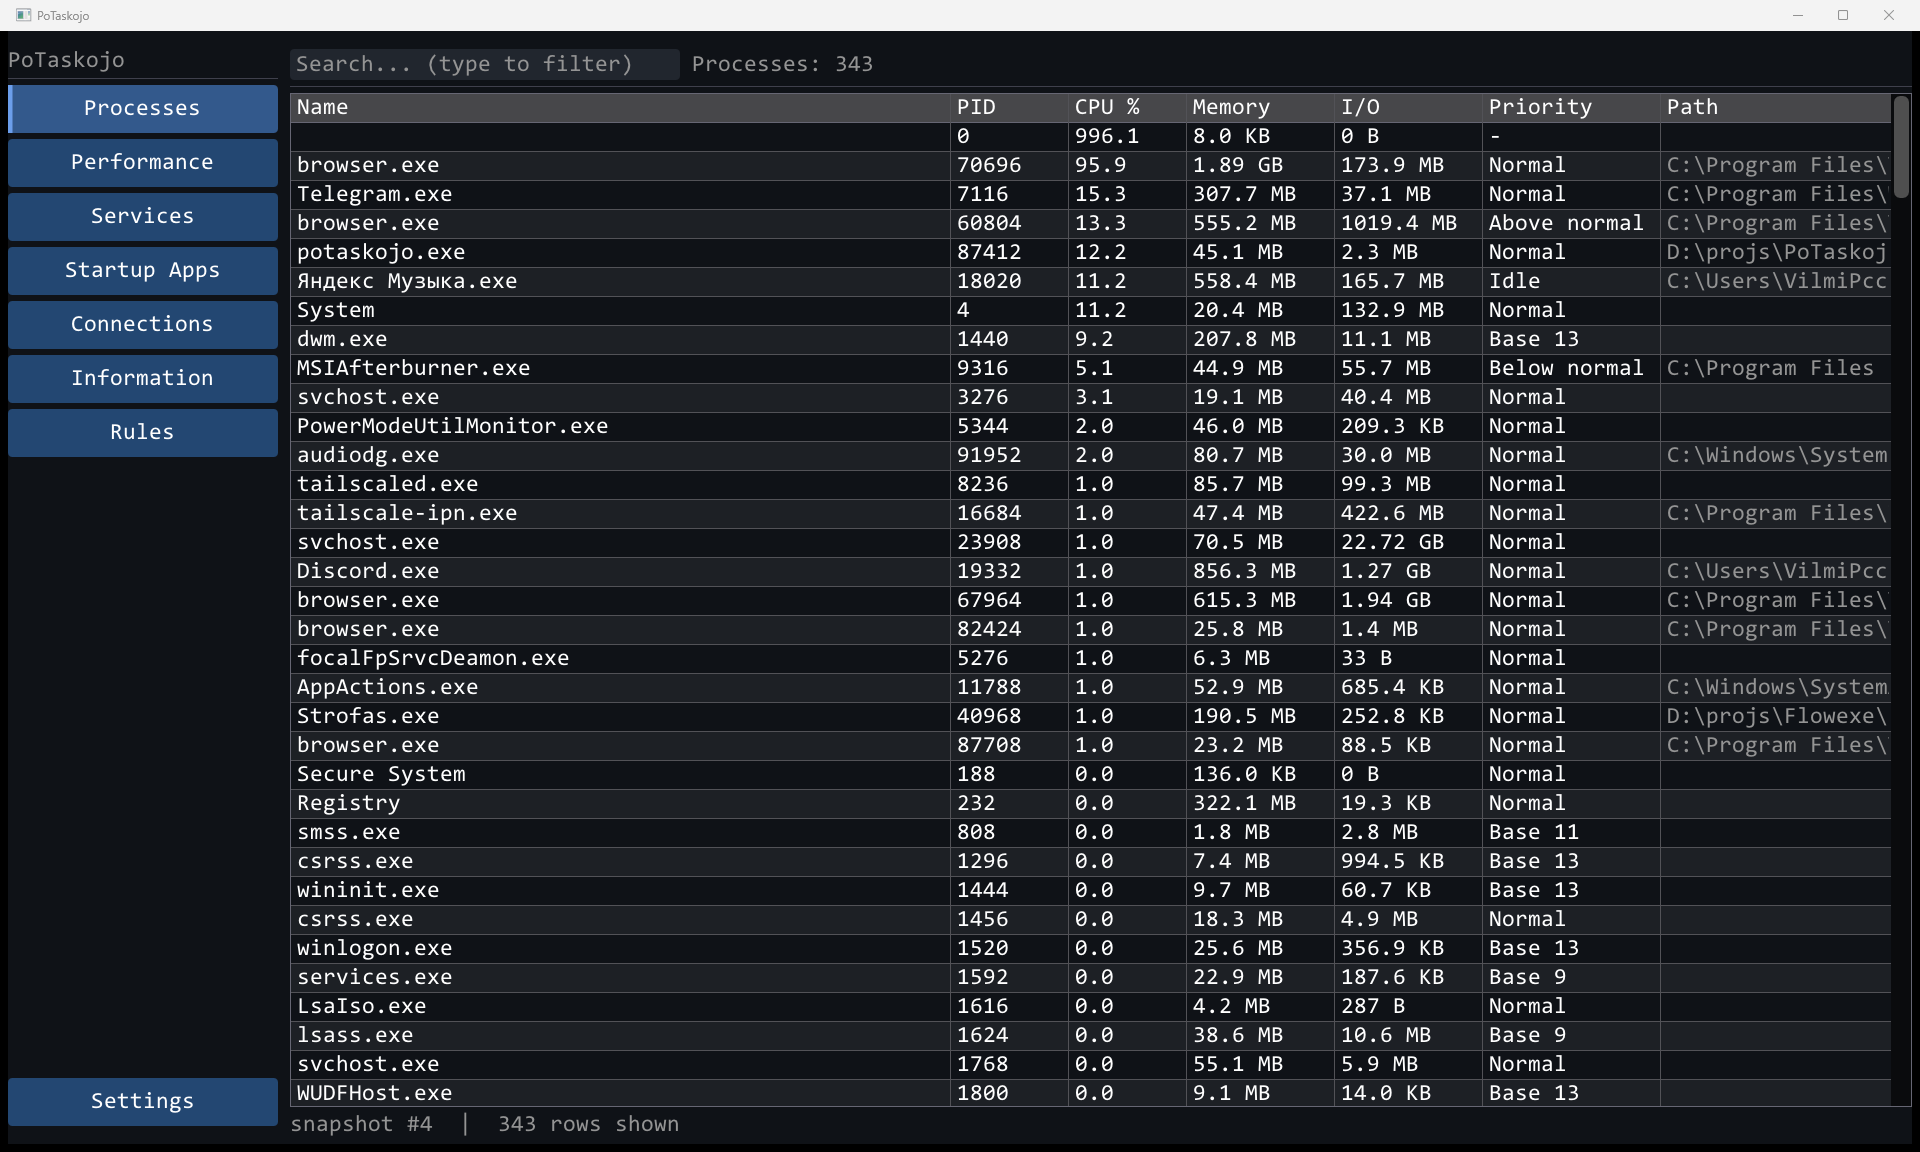 PoTaskojo
PoTaskojo
Search... (type to filter) Processes: 343
Processes
Performance
Services
Startup Apps
Connections
Information
Rules
Settings
Name PID CPU % Memory I/O Priority Path
0 996.1 8.0 KB 0 B -
browser.exe 70696 95.9 1.89 GB 173.9 MB Normal C:\Program Files\
Telegram.exe 7116 15.3 307.7 MB 37.1 MB Normal C:\Program Files\
browser.exe 60804 13.3 555.2 MB 1019.4 MB Above normal C:\Program Files\
potaskojo.exe 87412 12.2 45.1 MB 2.3 MB Normal D:\projs\PoTaskoj
Яндекс Музыка.exe 18020 11.2 558.4 MB 165.7 MB Idle C:\Users\VilmiPcc
System 4 11.2 20.4 MB 132.9 MB Normal
dwm.exe 1440 9.2 207.8 MB 11.1 MB Base 13
MSIAfterburner.exe 9316 5.1 44.9 MB 55.7 MB Below normal C:\Program Files
svchost.exe 3276 3.1 19.1 MB 40.4 MB Normal
PowerModeUtilMonitor.exe 5344 2.0 46.0 MB 209.3 KB Normal
audiodg.exe 91952 2.0 80.7 MB 30.0 MB Normal C:\Windows\System
tailscaled.exe 8236 1.0 85.7 MB 99.3 MB Normal
tailscale-ipn.exe 16684 1.0 47.4 MB 422.6 MB Normal C:\Program Files\
svchost.exe 23908 1.0 70.5 MB 22.72 GB Normal
Discord.exe 19332 1.0 856.3 MB 1.27 GB Normal C:\Users\VilmiPcc
browser.exe 67964 1.0 615.3 MB 1.94 GB Normal C:\Program Files\
browser.exe 82424 1.0 25.8 MB 1.4 MB Normal C:\Program Files\
focalFpSrvcDeamon.exe 5276 1.0 6.3 MB 33 B Normal
AppActions.exe 11788 1.0 52.9 MB 685.4 KB Normal C:\Windows\System
Strofas.exe 40968 1.0 190.5 MB 252.8 KB Normal D:\projs\Flowexe\
browser.exe 87708 1.0 23.2 MB 88.5 KB Normal C:\Program Files\
Secure System 188 0.0 136.0 KB 0 B Normal
Registry 232 0.0 322.1 MB 19.3 KB Normal
smss.exe 808 0.0 1.8 MB 2.8 MB Base 11
csrss.exe 1296 0.0 7.4 MB 994.5 KB Base 13
wininit.exe 1444 0.0 9.7 MB 60.7 KB Base 13
csrss.exe 1456 0.0 18.3 MB 4.9 MB Normal
winlogon.exe 1520 0.0 25.6 MB 356.9 KB Base 13
services.exe 1592 0.0 22.9 MB 187.6 KB Base 9
LsaIso.exe 1616 0.0 4.2 MB 287 B Normal
lsass.exe 1624 0.0 38.6 MB 10.6 MB Base 9
svchost.exe 1768 0.0 55.1 MB 5.9 MB Normal
WUDFHost.exe 1800 0.0 9.1 MB 14.0 KB Base 13
snapshot #4 | 343 rows shown